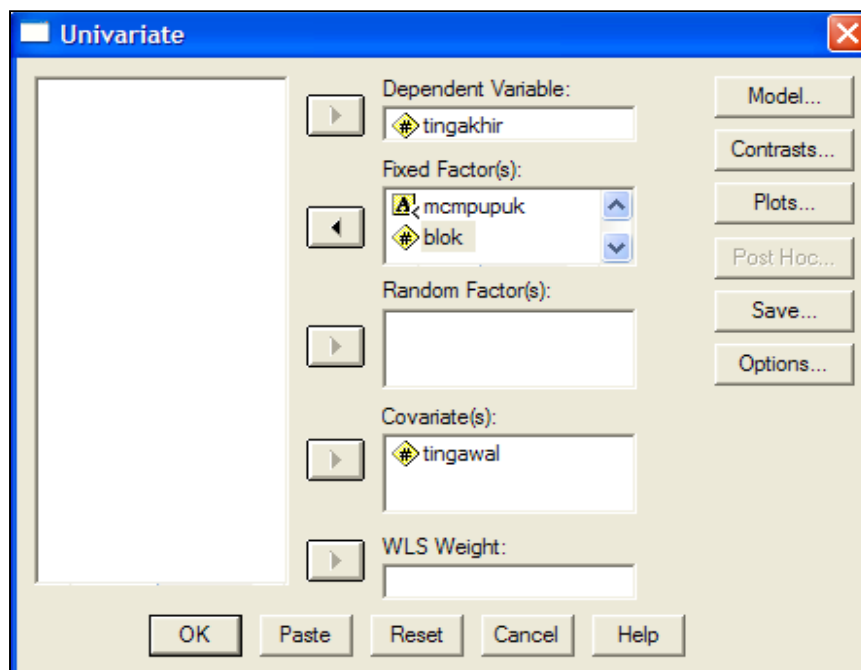 Univariate
Dependent Variable:
tingakhir
Fixed Factor(s):
mcmpupuk
blok
Random Factor(s):
Covariate(s):
tingawal
WLS Weight:
Model...
Contrasts...
Plots...
Post Hoc...
Save...
Options...
OK
Paste
Reset
Cancel
Help